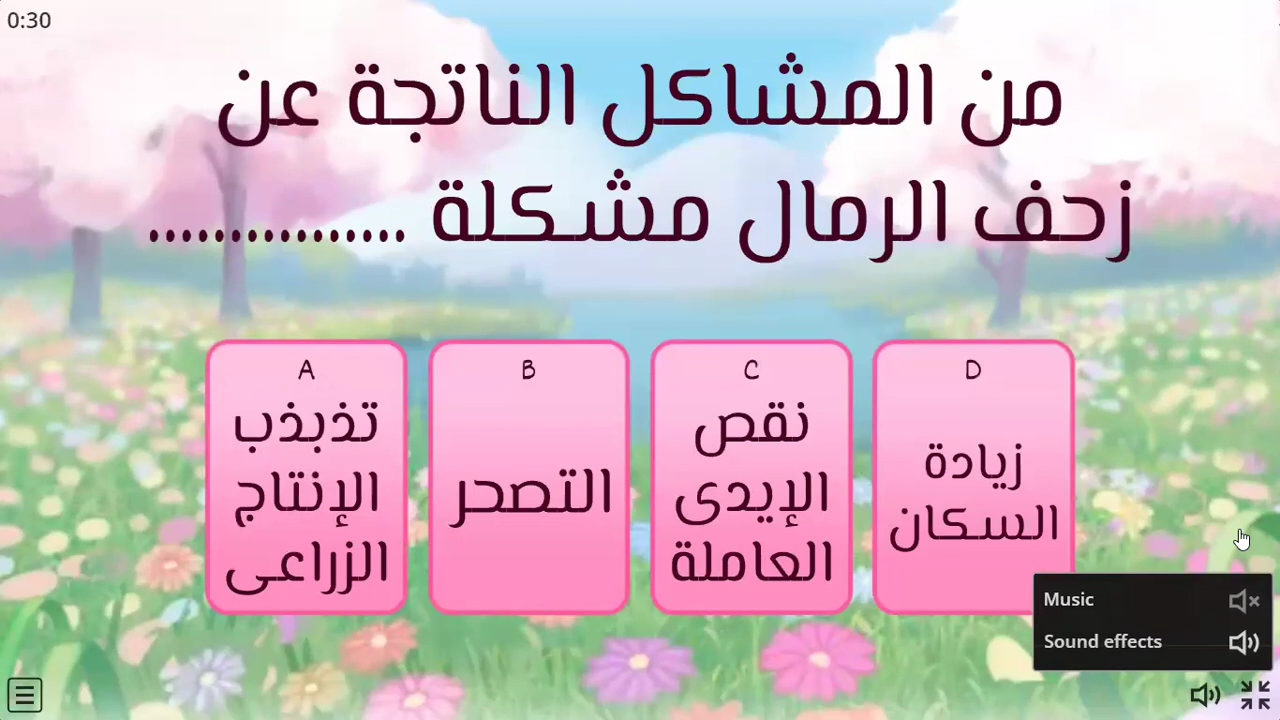 0:30
من المشاكل الناتجة عن
زحف الرمال مشكلة ................
A
تذبذب
الإنتاج
الزراعى
B
التصحر
C
نقص
الإيدى
العاملة
D
زيادة
السكان
Music
Sound effects